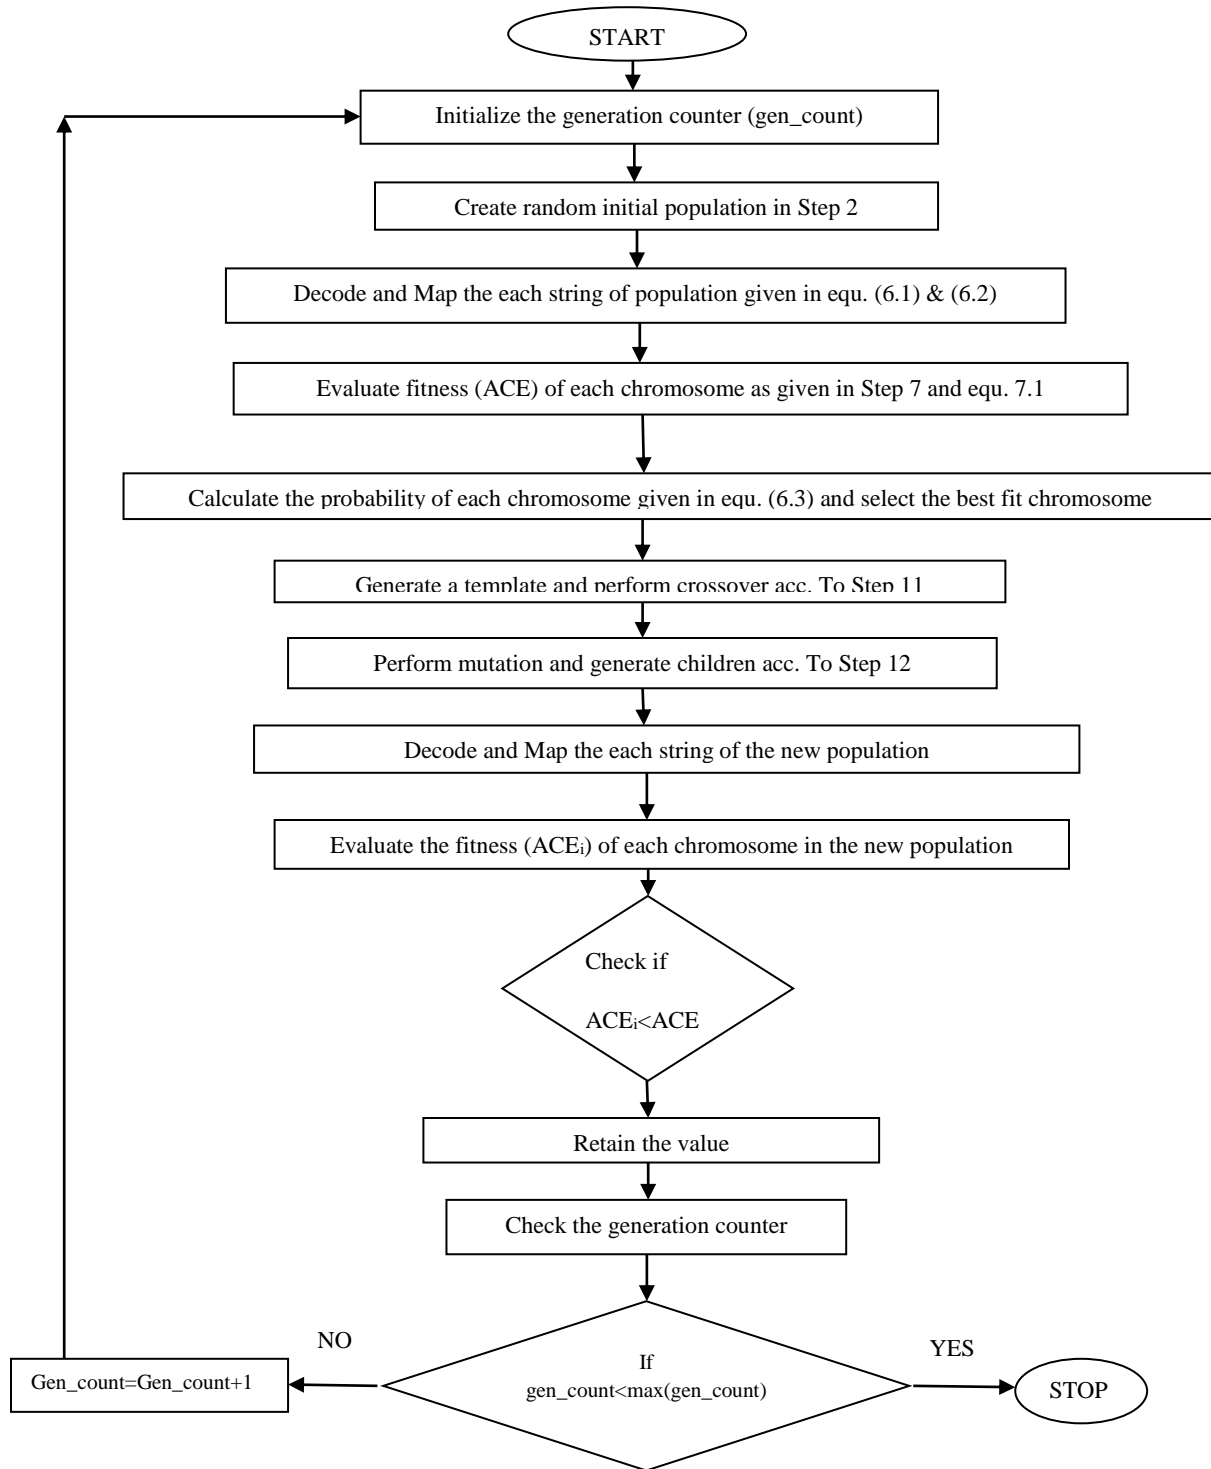 START
Initialize the generation counter (gen_count)
Create random initial population in Step 2
Decode and Map the each string of population given in equ. (6.1) & (6.2)
Evaluate fitness (ACE) of each chromosome as given in Step 7 and equ. 7.1
Calculate the probability of each chromosome given in equ. (6.3) and select the best fit chromosome
Generate a template and perform crossover acc. To Step 11
Perform mutation and generate children acc. To Step 12
Decode and Map the each string of the new population
Evaluate the fitness (ACEᵢ) of each chromosome in the new population
Check if
ACEᵢ<ACE
Retain the value
Check the generation counter
NO
YES
If
gen_count<max(gen_count)
Gen_count=Gen_count+1
STOP